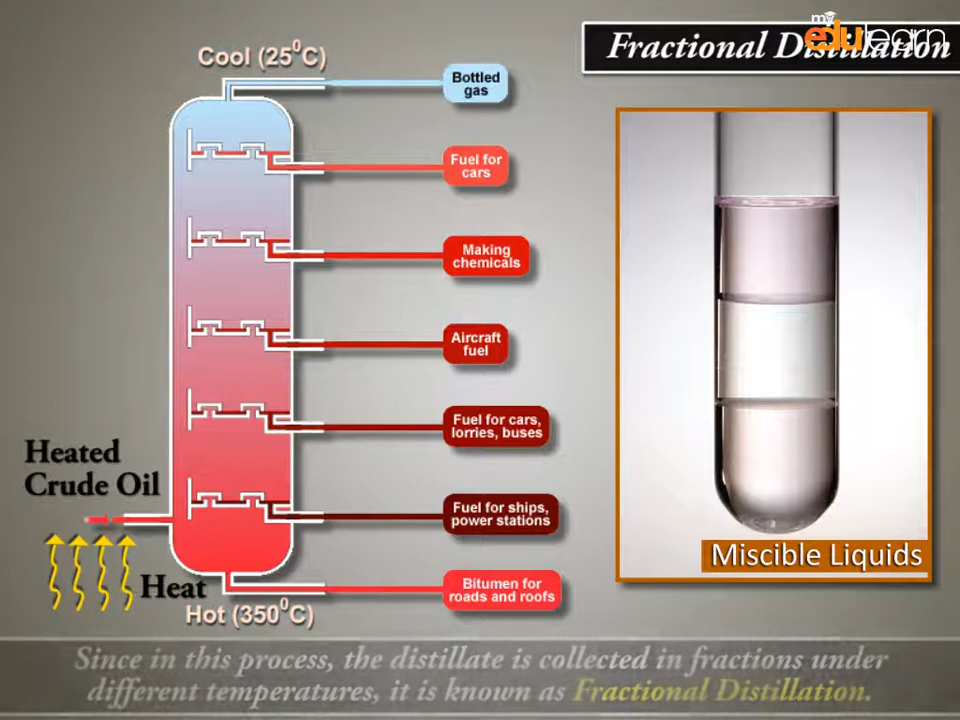 my
edulearn
Fractional Distillation
Cool (25⁰C)
Bottled
gas
Fuel for
cars
Making
chemicals
Aircraft
fuel
Fuel for cars,
lorries, buses
Heated
Crude Oil
Fuel for ships,
power stations
Heat
Bitumen for
roads and roofs
Hot (350⁰C)
Miscible Liquids
Since in this process, the distillate is collected in fractions under
different temperatures, it is known as Fractional Distillation.